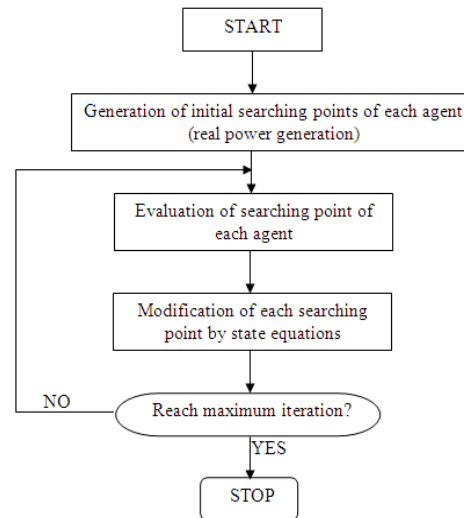 START
Generation of initial searching points of each agent
(real power generation)
Evaluation of searching point of
each agent
Modification of each searching
point by state equations
Reach maximum iteration?
NO
YES
STOP